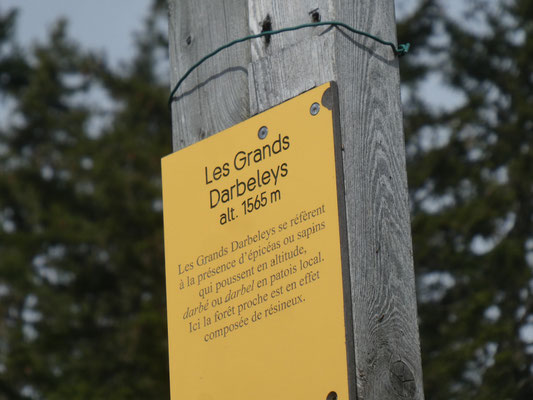 Les Grands
Darbeleys
alt. 1565 m
Les Grands Darbeleys se réfèrent
à la présence d'épicéas ou sapins
qui poussent en altitude,
darbé ou darbel en patois local.
Ici la forêt proche est en effet
composée de résineux.